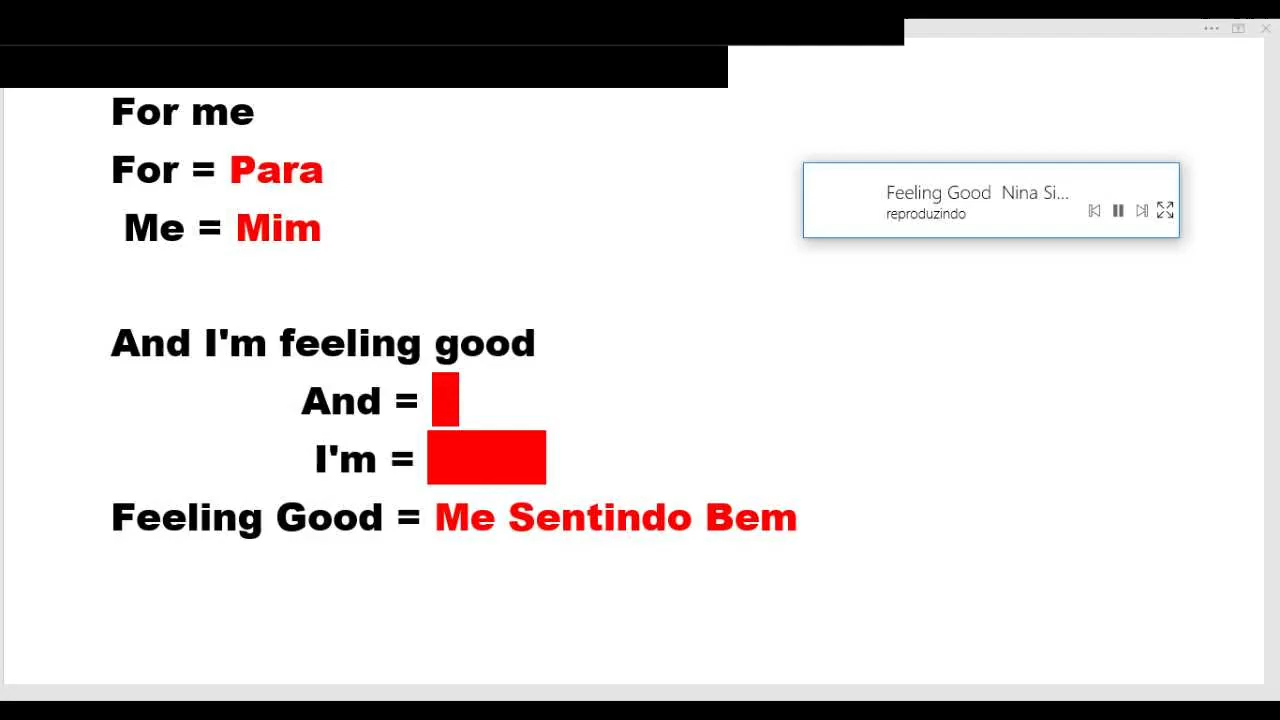 For me
For = Para
Me = Mim
Feeling Good Nina Si...
reproduzindo
And I'm feeling good
And =
I'm =
Feeling Good = Me Sentindo Bem